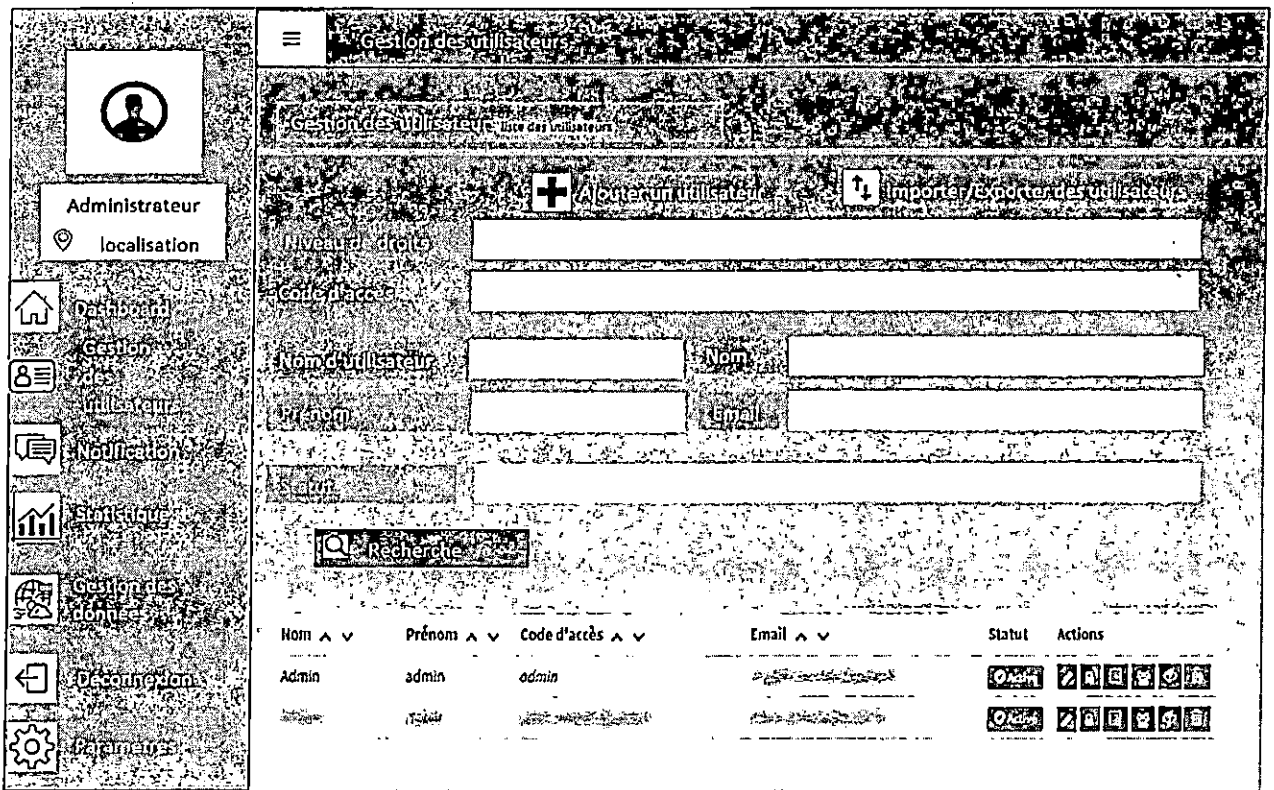 Gestion des utilisateurs
Gestion des utilisateurs liste des utilisateurs
Administrateur
localisation
Dashboard
Gestion
des
utilisateurs
Notification
Statistique
Gestion des
données
Déconnexion
Paramètres
Ajouter un utilisateur
Importer/Exporter des utilisateurs
Niveau de droits
Code d'accès
Nom d'utilisateur Nom
Prénom Email
Statut
Recherche
Nom Prénom Code d'accès Email Statut Actions
Admin admin admin